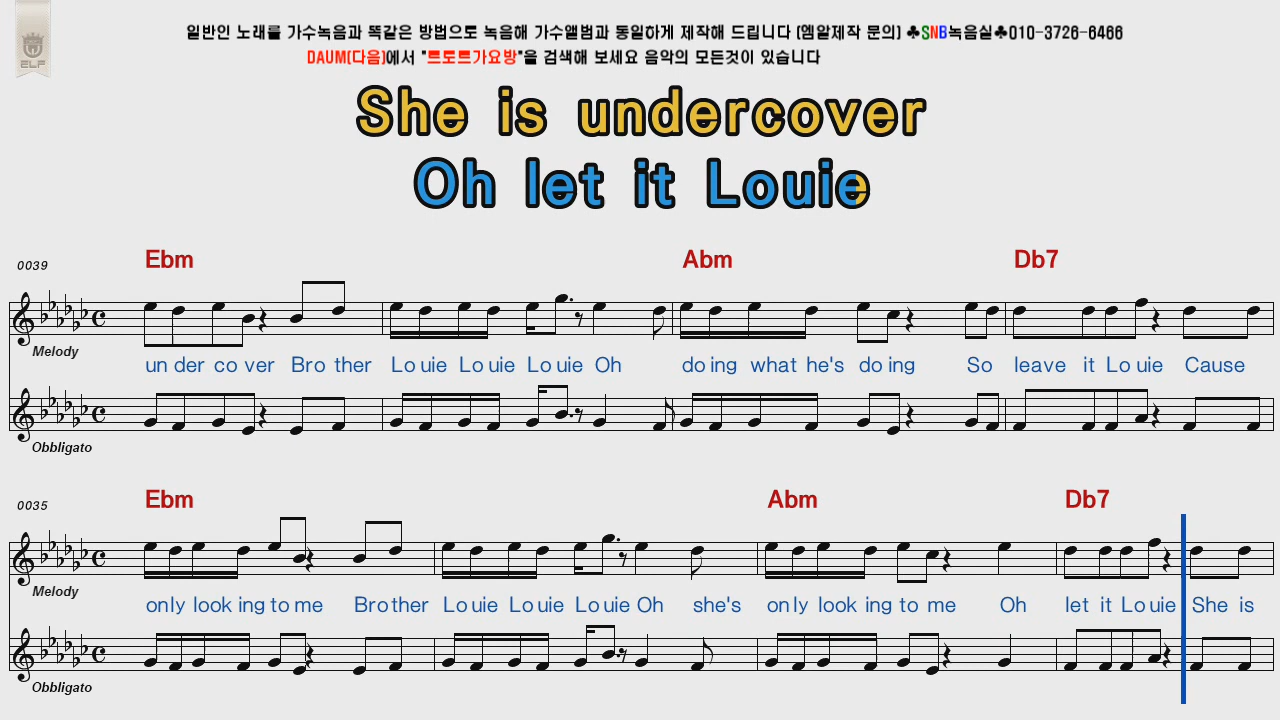 ELF
일반인 노래를 가수녹음과 똑같은 방법으로 녹음해 가수앨범과 동일하게 제작해 드립니다 (엠알제작 문의) ♣SNB녹음실♣010-3726-6466
DAUM(다음)에서 "트로트가요방"을 검색해 보세요 음악의 모든것이 있습니다
She is undercover
Oh let it Louie
0039 Ebm Abm Db7
Melody
un der co ver Bro ther Lo uie Lo uie Lo uie Oh do ing what he's do ing So leave it Lo uie Cause
Obbligato
0035 Ebm Abm Db7
Melody
only look ing to me Bro ther Lo uie Lo uie Lo uie Oh she's on ly look ing to me Oh let it Lo uie She is
Obbligato